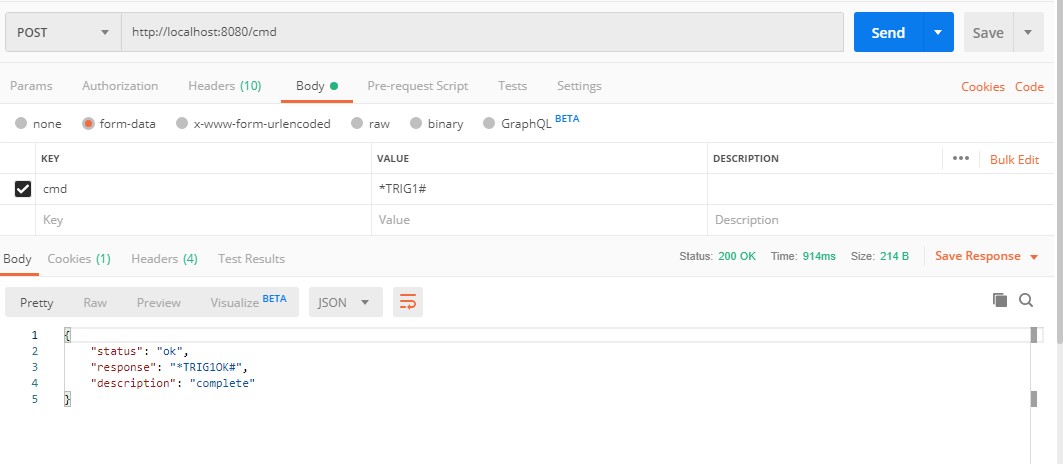 POST http://localhost:8080/cmd Send Save
Params Authorization Headers (10) Body Pre-request Script Tests Settings Cookies Code
none form-data x-www-form-urlencoded raw binary GraphQL BETA
KEY VALUE DESCRIPTION ••• Bulk Edit
cmd *TRIG1#
Key Value Description
Body Cookies (1) Headers (4) Test Results Status: 200 OK Time: 914ms Size: 214 B Save Response
Pretty Raw Preview Visualize BETA JSON
1 {
2 "status": "ok",
3 "response": "*TRIG1OK#",
4 "description": "complete"
5 }